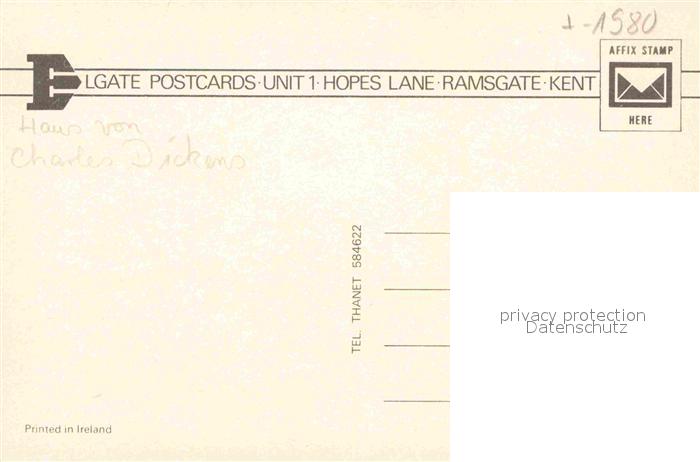 1-1980
AFFIX STAMP
ELGATE POSTCARDS·UNIT 1·HOPES LANE·RAMSGATE·KENT
HERE
Haus von
Charles Dickens
TEL. THANET 584622
privacy protection
Datenschutz
Printed in Ireland